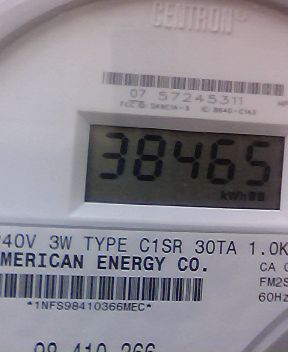 CENTRON®
07 57245311
38465
kWh
240V 3W TYPE C1SR 30TA 1.0K
AMERICAN ENERGY CO.
CA
FM2S
60Hz
*1NFS98410366MEC*
98 410 366